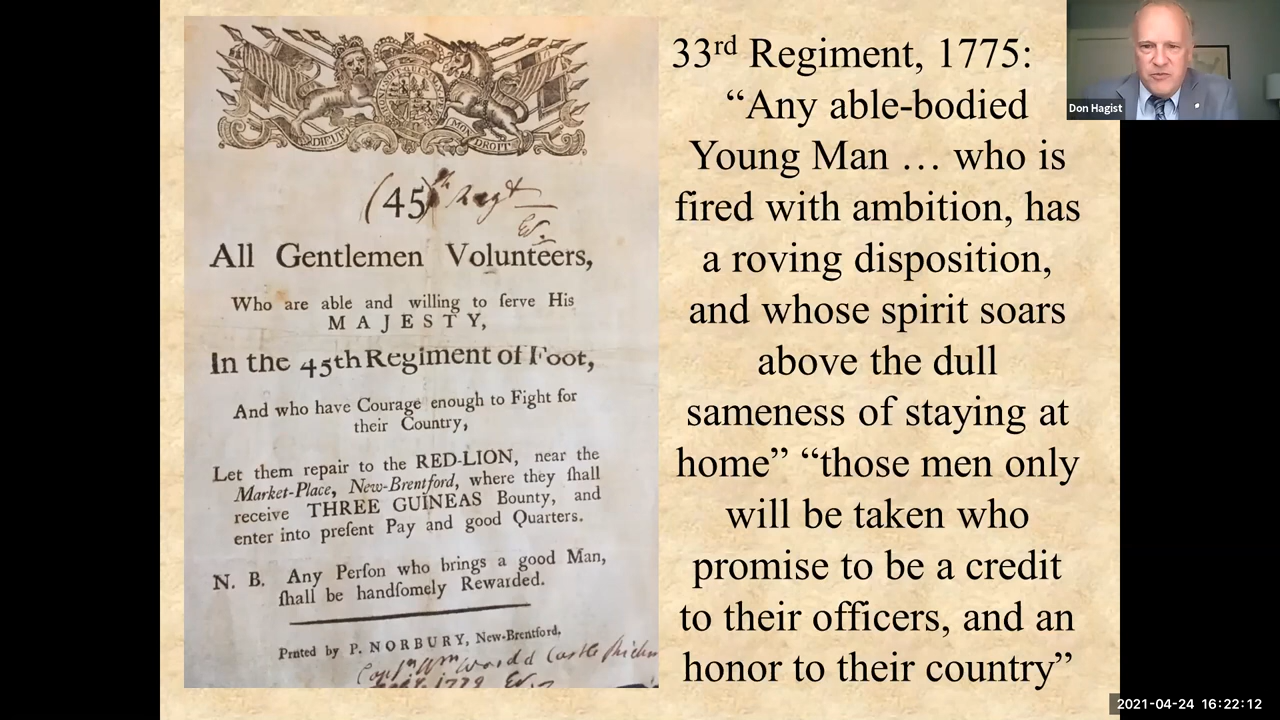 DIEU
MON
DROIT
(45)th Regt
All Gentlemen Volunteers,
Who are able and willing to ſerve His
MAJESTY,
In the 45th Regiment of Foot,
And who have Courage enough to Fight for
their Country,
Let them repair to the RED-LION, near the
Market-Place, New-Brentford, where they ſhall
receive THREE GUINEAS Bounty, and
enter into preſent Pay and good Quarters.
N. B. Any Perſon who brings a good Man,
ſhall be handſomely Rewarded.
Prnted by P. NORBURY, New-Brentford,
33rd Regiment, 1775:
“Any able-bodied
Young Man … who is
fired with ambition, has
a roving disposition,
and whose spirit soars
above the dull
sameness of staying at
home” “those men only
will be taken who
promise to be a credit
to their officers, and an
honor to their country”
Don Hagist
2021-04-24 16:22:12